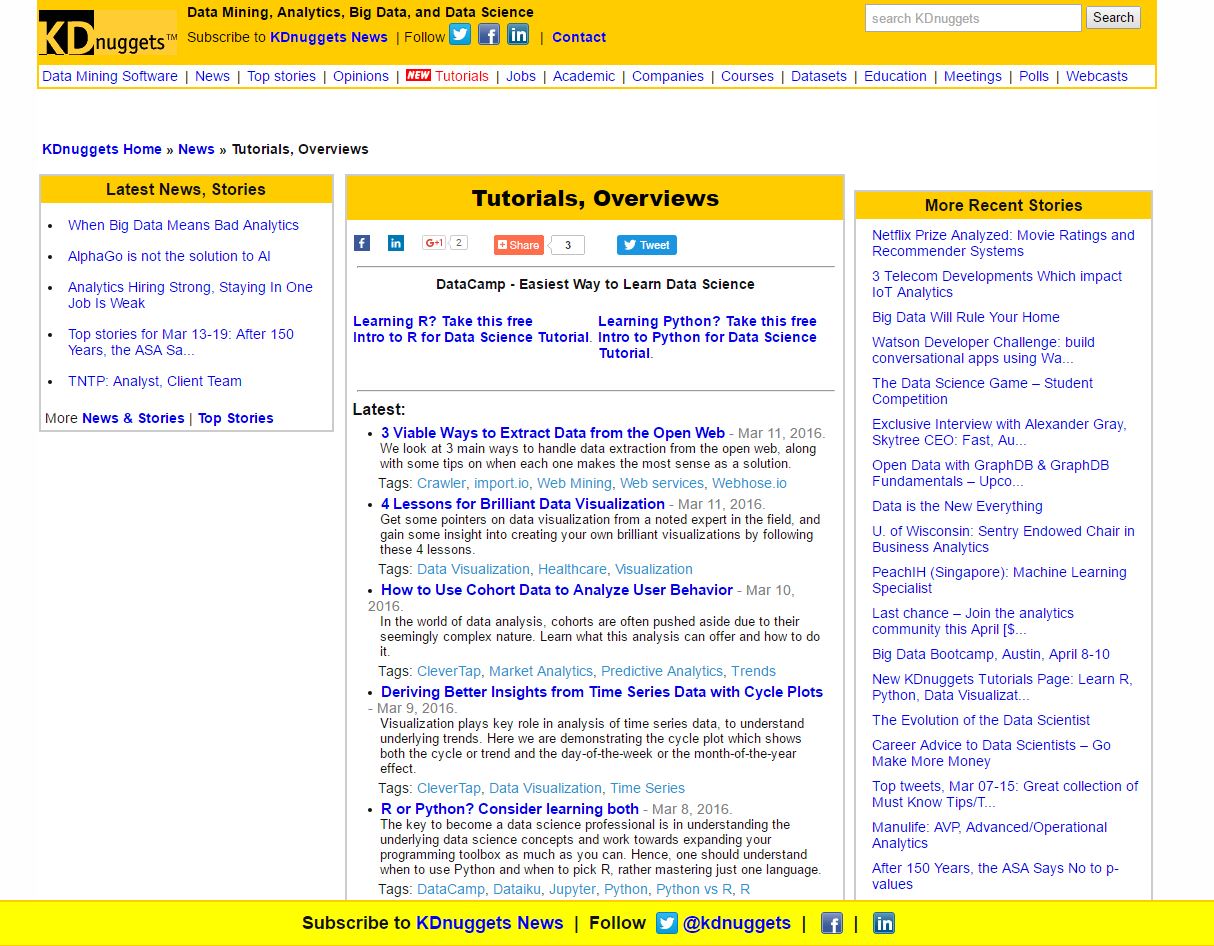 KDnuggets™
Data Mining, Analytics, Big Data, and Data Science
Subscribe to KDnuggets News | Follow | Contact
search KDnuggets Search
Data Mining Software | News | Top stories | Opinions | NEW Tutorials | Jobs | Academic | Companies | Courses | Datasets | Education | Meetings | Polls | Webcasts
KDnuggets Home » News » Tutorials, Overviews
Latest News, Stories
When Big Data Means Bad Analytics
AlphaGo is not the solution to AI
Analytics Hiring Strong, Staying In One
Job Is Weak
Top stories for Mar 13-19: After 150
Years, the ASA Sa...
TNTP: Analyst, Client Team
More News & Stories | Top Stories
Tutorials, Overviews
f in G+1 2 Share 3 Tweet
DataCamp - Easiest Way to Learn Data Science
Learning R? Take this free
Intro to R for Data Science Tutorial.
Learning Python? Take this free
Intro to Python for Data Science
Tutorial.
Latest:
3 Viable Ways to Extract Data from the Open Web - Mar 11, 2016.
We look at 3 main ways to handle data extraction from the open web, along
with some tips on when each one makes the most sense as a solution.
Tags: Crawler, import.io, Web Mining, Web services, Webhose.io
4 Lessons for Brilliant Data Visualization - Mar 11, 2016.
Get some pointers on data visualization from a noted expert in the field, and
gain some insight into creating your own brilliant visualizations by following
these 4 lessons.
Tags: Data Visualization, Healthcare, Visualization
How to Use Cohort Data to Analyze User Behavior - Mar 10,
2016.
In the world of data analysis, cohorts are often pushed aside due to their
seemingly complex nature. Learn what this analysis can offer and how to do
it.
Tags: CleverTap, Market Analytics, Predictive Analytics, Trends
Deriving Better Insights from Time Series Data with Cycle Plots
- Mar 9, 2016.
Visualization plays key role in analysis of time series data, to understand
underlying trends. Here we are demonstrating the cycle plot which shows
both the cycle or trend and the day-of-the-week or the month-of-the-year
effect.
Tags: CleverTap, Data Visualization, Time Series
R or Python? Consider learning both - Mar 8, 2016.
The key to become a data science professional is in understanding the
underlying data science concepts and work towards expanding your
programming toolbox as much as you can. Hence, one should understand
when to use Python and when to pick R, rather mastering just one language.
Tags: DataCamp, Dataiku, Jupyter, Python, Python vs R, R
More Recent Stories
Netflix Prize Analyzed: Movie Ratings and
Recommender Systems
3 Telecom Developments Which impact
IoT Analytics
Big Data Will Rule Your Home
Watson Developer Challenge: build
conversational apps using Wa...
The Data Science Game – Student
Competition
Exclusive Interview with Alexander Gray,
Skytree CEO: Fast, Au...
Open Data with GraphDB & GraphDB
Fundamentals – Upco...
Data is the New Everything
U. of Wisconsin: Sentry Endowed Chair in
Business Analytics
PeachIH (Singapore): Machine Learning
Specialist
Last chance – Join the analytics
community this April [$...
Big Data Bootcamp, Austin, April 8-10
New KDnuggets Tutorials Page: Learn R,
Python, Data Visualizat...
The Evolution of the Data Scientist
Career Advice to Data Scientists – Go
Make More Money
Top tweets, Mar 07-15: Great collection of
Must Know Tips/T...
Manulife: AVP, Advanced/Operational
Analytics
After 150 Years, the ASA Says No to p-
values
Subscribe to KDnuggets News | Follow @kdnuggets | f | in